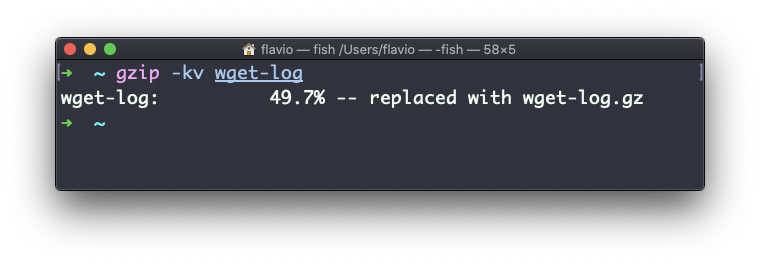 flavio — fish /Users/flavio — -fish — 58×5
➜ ~ gzip -kv wget-log
wget-log: 49.7% -- replaced with wget-log.gz
➜ ~